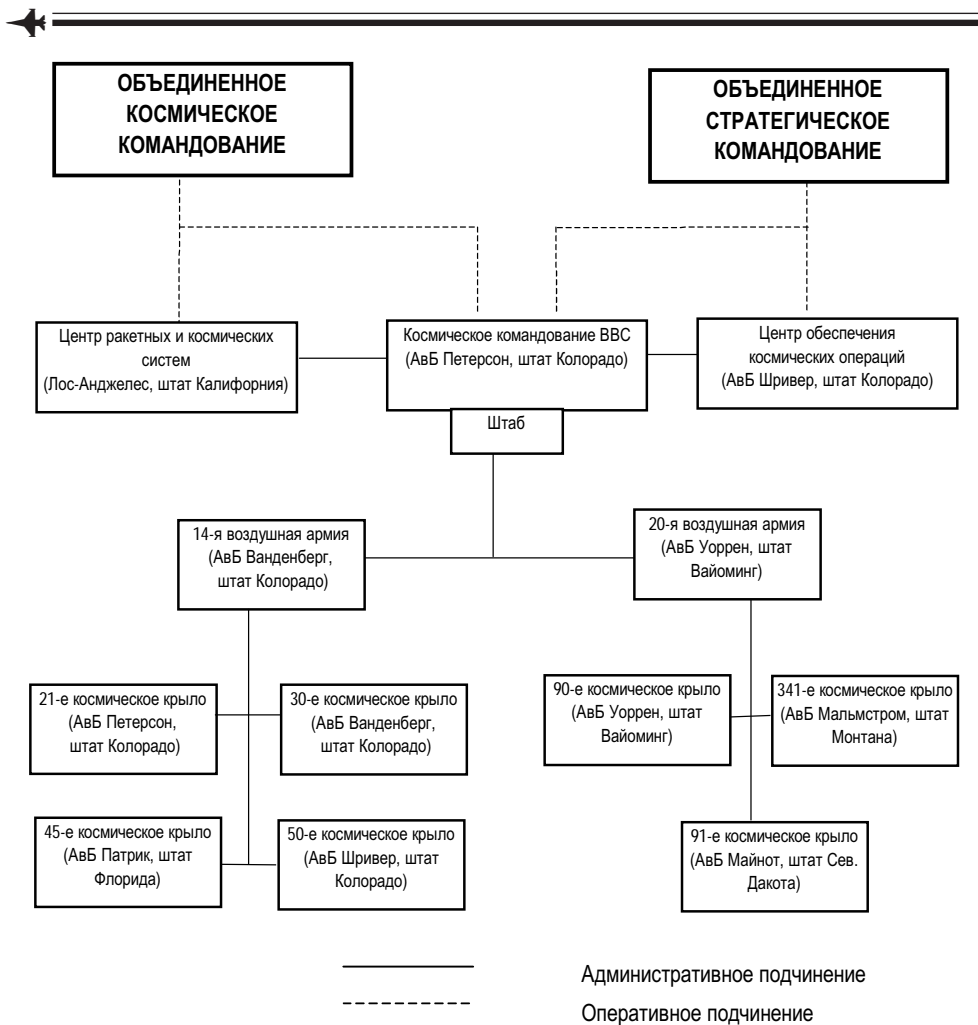 ОБЪЕДИНЕННОЕ
КОСМИЧЕСКОЕ
КОМАНДОВАНИЕ
ОБЪЕДИНЕННОЕ
СТРАТЕГИЧЕСКОЕ
КОМАНДОВАНИЕ
Центр ракетных и космических
систем
(Лос-Анджелес, штат Калифорния)
Космическое командование ВВС
(АвБ Петерсон, штат Колорадо)
Центр обеспечения
космических операций
(АвБ Шривер, штат Колорадо)
Штаб
14-я воздушная армия
(АвБ Ванденберг,
штат Колорадо)
20-я воздушная армия
(АвБ Уоррен, штат
Вайоминг)
21-е космическое крыло
(АвБ Петерсон,
штат Колорадо)
30-е космическое крыло
(АвБ Ванденберг,
штат Колорадо)
90-е космическое крыло
(АвБ Уоррен, штат
Вайоминг)
341-е космическое крыло
(АвБ Мальмстром, штат
Монтана)
45-е космическое крыло
(АвБ Патрик, штат
Флорида)
50-е космическое крыло
(АвБ Шривер, штат
Колорадо)
91-е космическое крыло
(АвБ Майнот, штат Сев.
Дакота)
Административное подчинение
Оперативное подчинение